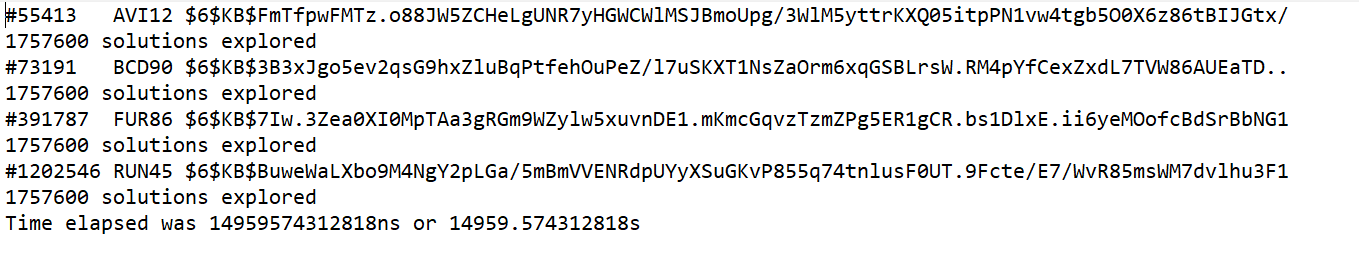 #55413   AVI12 $6$KB$FmTfpwFMTz.o88JW5ZCHeLgUNR7yHGWCWlMSJBmoUpg/3WlM5yttrKXQ05itpPN1vw4tgb5O0X6z86tBIJGtx/
1757600 solutions explored
#73191   BCD90 $6$KB$3B3xJgo5ev2qsG9hxZluBqPtfehOuPeZ/l7uSKXT1NsZaOrm6xqGSBLrsW.RM4pYfCexZxdL7TVW86AUEaTD..
1757600 solutions explored
#391787  FUR86 $6$KB$7Iw.3Zea0XI0MpTAa3gRGm9WZylw5xuvnDE1.mKmcGqvzTzmZPg5ER1gCR.bs1DlxE.ii6yeMOofcBdSrBbNG1
1757600 solutions explored
#1202546 RUN45 $6$KB$BuweWaLXbo9M4NgY2pLGa/5mBmVVENRdpUYyXSuGKvP855q74tnlusF0UT.9Fcte/E7/WvR85msWM7dvlhu3F1
1757600 solutions explored
Time elapsed was 14959574312818ns or 14959.574312818s